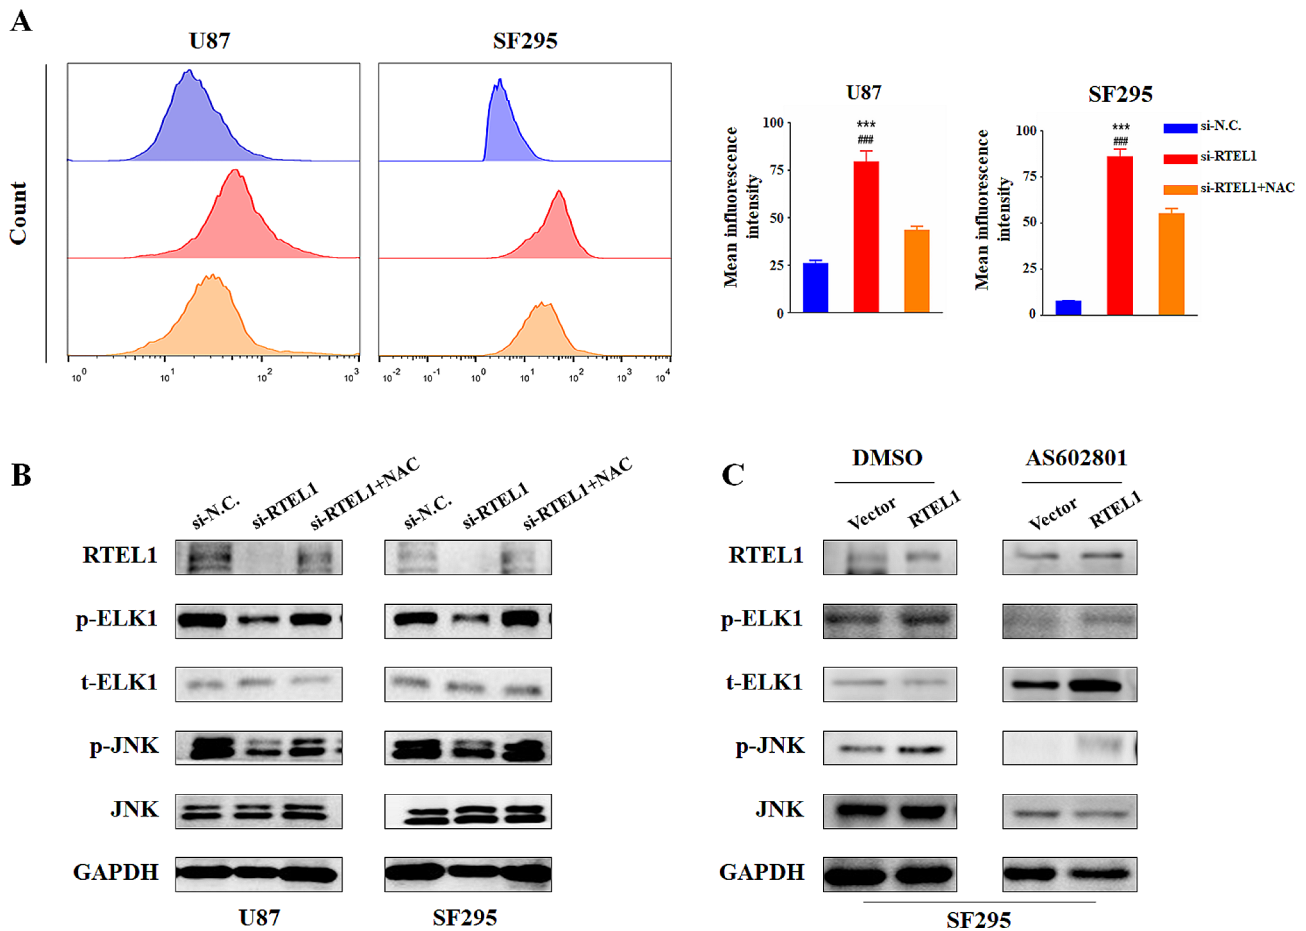 A
U87
SF295
Count
10^0 10^1 10^2 10^3
10^-2 10^-1 10^0 10^1 10^2 10^3 10^4
U87
Mean influorescence
intensity
100
75
50
25
0
***
###
SF295
Mean influorescence
intensity
100
75
50
25
0
***
###
si-N.C.
si-RTEL1
si-RTEL1+NAC
B
si-N.C. si-RTEL1 si-RTEL1+NAC
si-N.C. si-RTEL1 si-RTEL1+NAC
RTEL1
p-ELK1
t-ELK1
p-JNK
JNK
GAPDH
U87
SF295
C
DMSO
AS602801
Vector RTEL1
Vector RTEL1
RTEL1
p-ELK1
t-ELK1
p-JNK
JNK
GAPDH
SF295